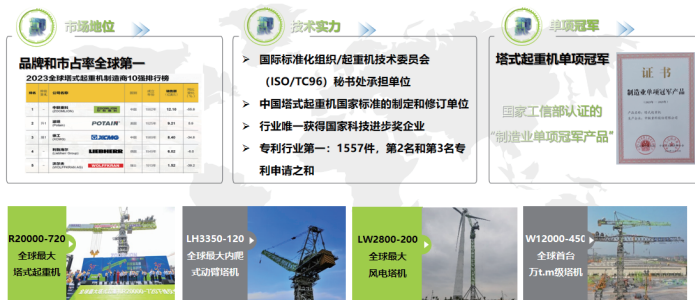 市场地位
品牌和市占率全球第一
2023全球塔式起重机制造商10强排行榜
POTAIN
XCMG
LIEBHERR
WOLFFKRAN
技术实力
国际标准化组织/起重机技术委员会
(ISO/TC96)秘书处承担单位
中国塔式起重机国家标准的制定和修订单位
行业唯一获得国家科技进步奖企业
专利行业第一：1557件，第2名和第3名专
利申请之和
单项冠军
塔式起重机单项冠军
国家工信部认证的
“制造业单项冠军产品”
证书
制造业单项冠军产品
R20000-720
全球最大
塔式起重机
LH3350-120
全球最大内爬
式动臂塔机
LW2800-200
全球最大
风电塔机
W12000-450
全球首台
万t.m级塔机